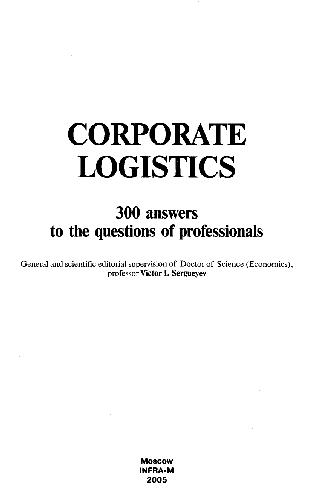 CORPORATE
LOGISTICS
300 answers
to the questions of professionals
General and scientific editorial supervision of Doctor of Science (Economics),
professor Victor I. Sergueyev
Moscow
INFRA-M
2005